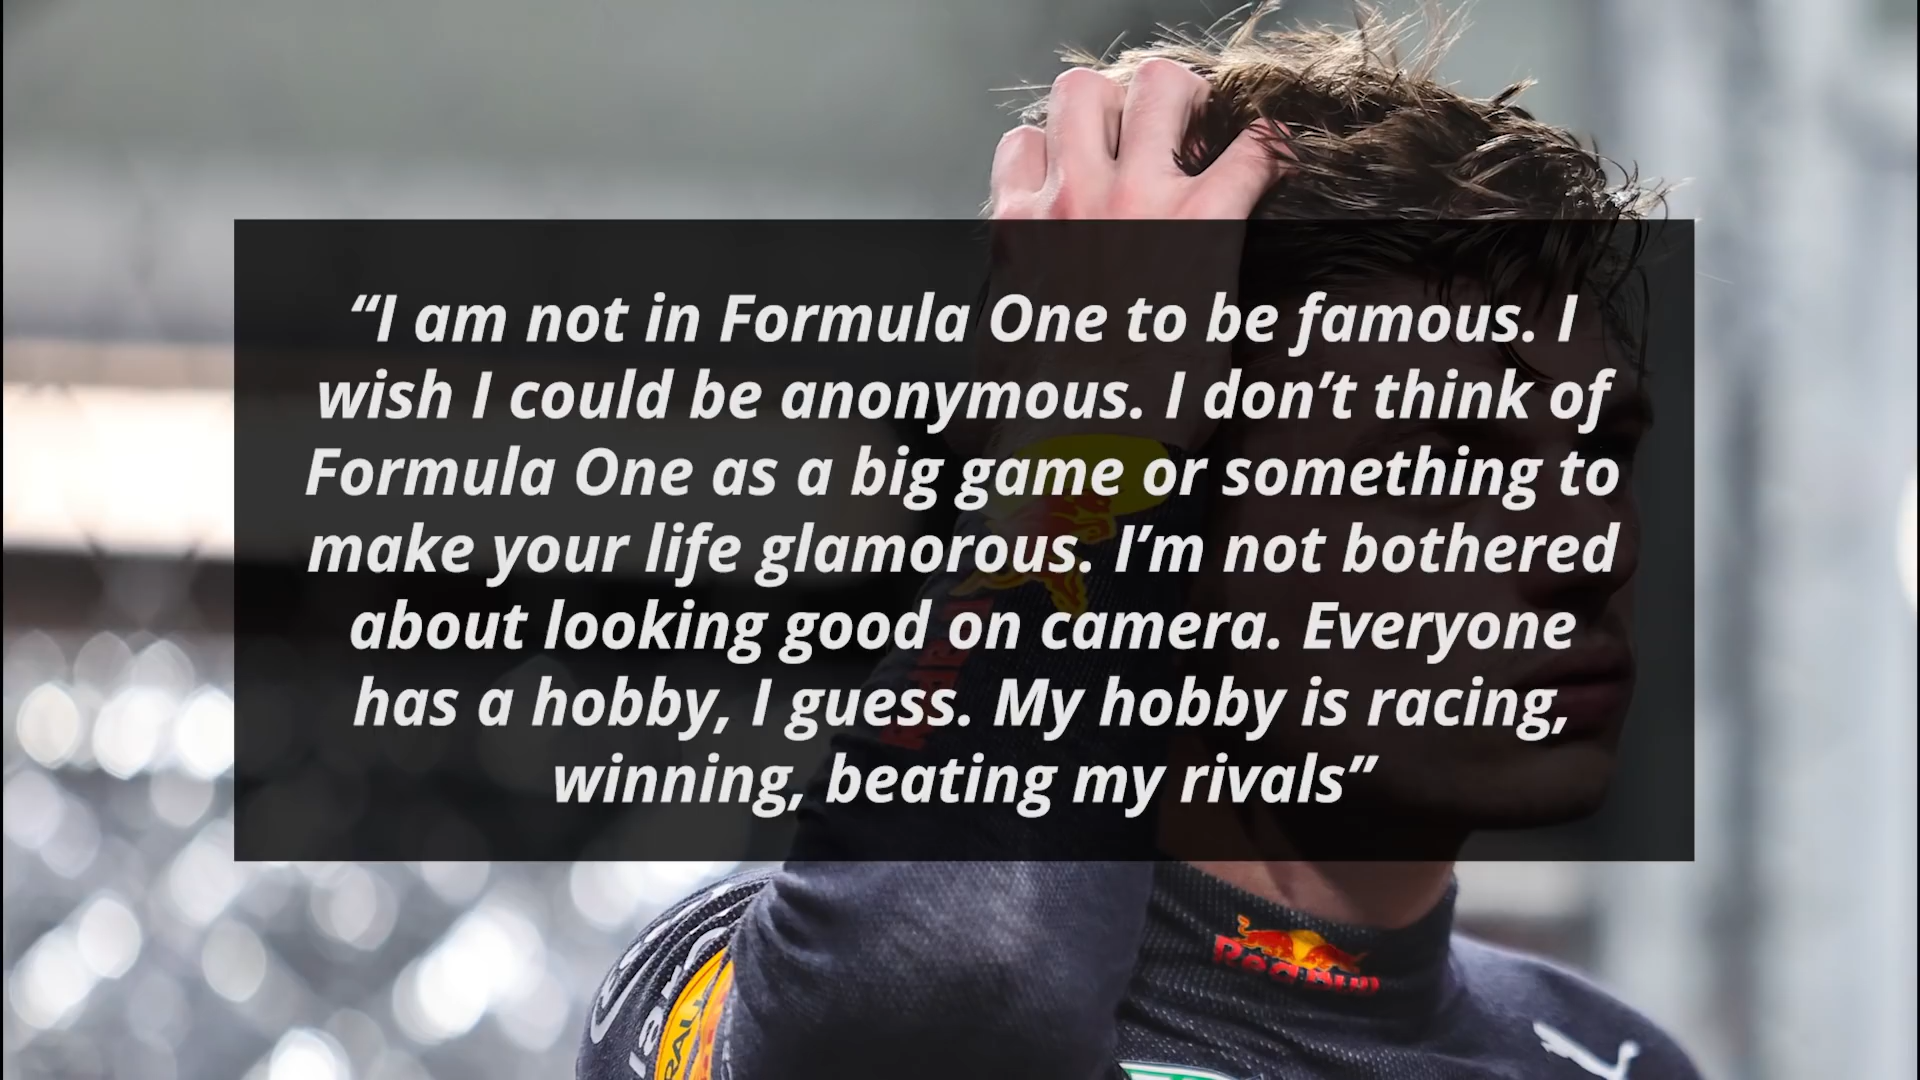 “I am not in Formula One to be famous. I
wish I could be anonymous. I don’t think of
Formula One as a big game or something to
make your life glamorous. I’m not bothered
about looking good on camera. Everyone
has a hobby, I guess. My hobby is racing,
winning, beating my rivals”
Red Bull